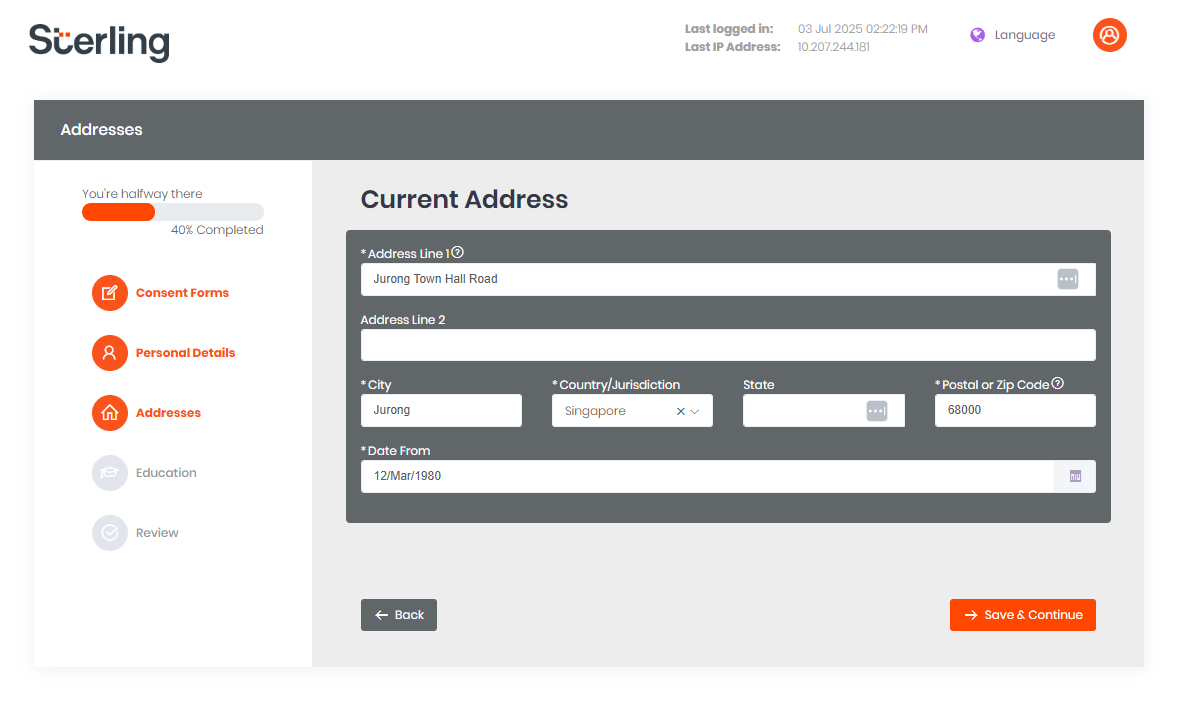 Sterling
Last logged in: 03 Jul 2025 02:22:19 PM
Last IP Address: 10.207.244.181
Language
Addresses
You're halfway there
40% Completed
Consent Forms
Personal Details
Addresses
Education
Review
Current Address
* Address Line 1
Jurong Town Hall Road
Address Line 2
* City * Country/Jurisdiction State * Postal or Zip Code
Jurong Singapore 68000
* Date From
12/Mar/1980
Back Save & Continue